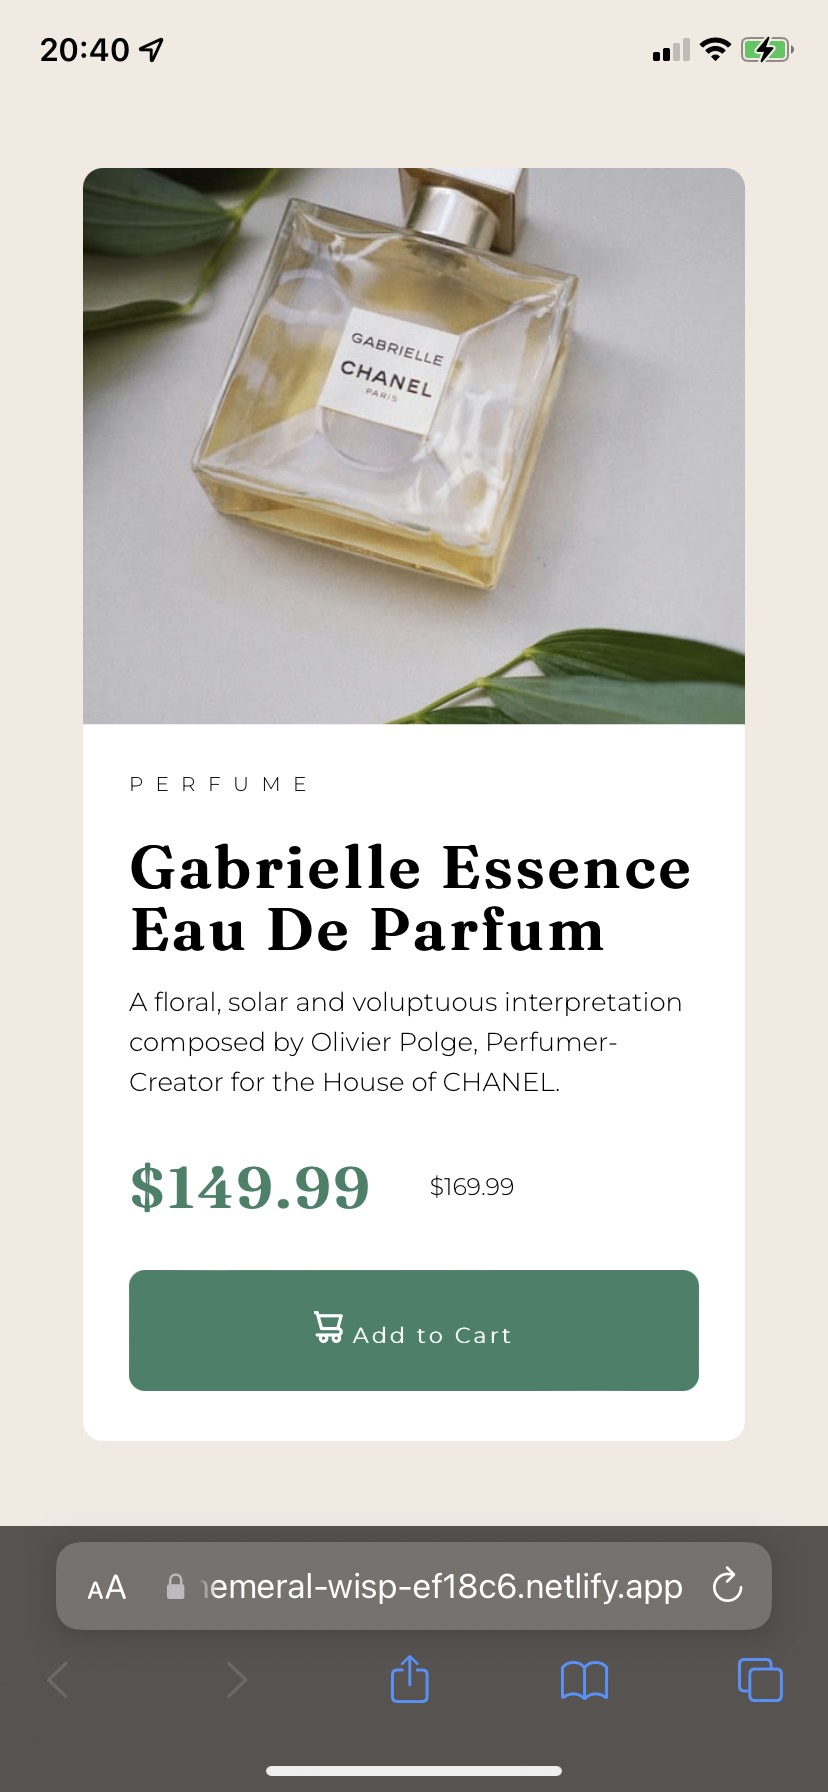 20:40
GABRIELLE
CHANEL
PARIS
PERFUME
Gabrielle Essence
Eau De Parfum
A floral, solar and voluptuous interpretation
composed by Olivier Polge, Perfumer-
Creator for the House of CHANEL.
$149.99 $169.99
Add to Cart
AA emeral-wisp-ef18c6.netlify.app